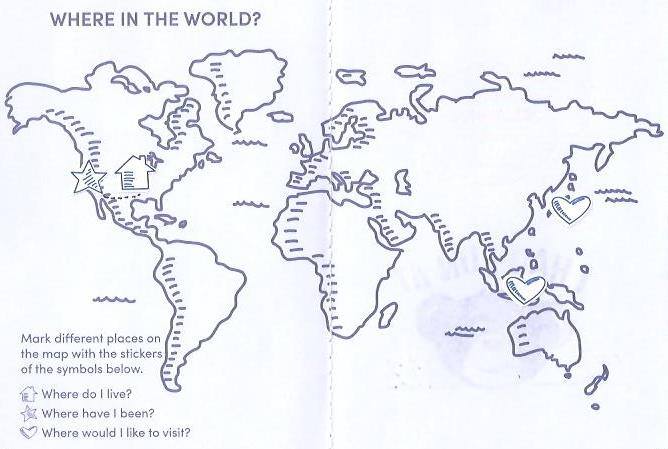 WHERE IN THE WORLD?
Mark different places on
the map with the stickers
of the symbols below.
Where do I live?
Where have I been?
Where would I like to visit?